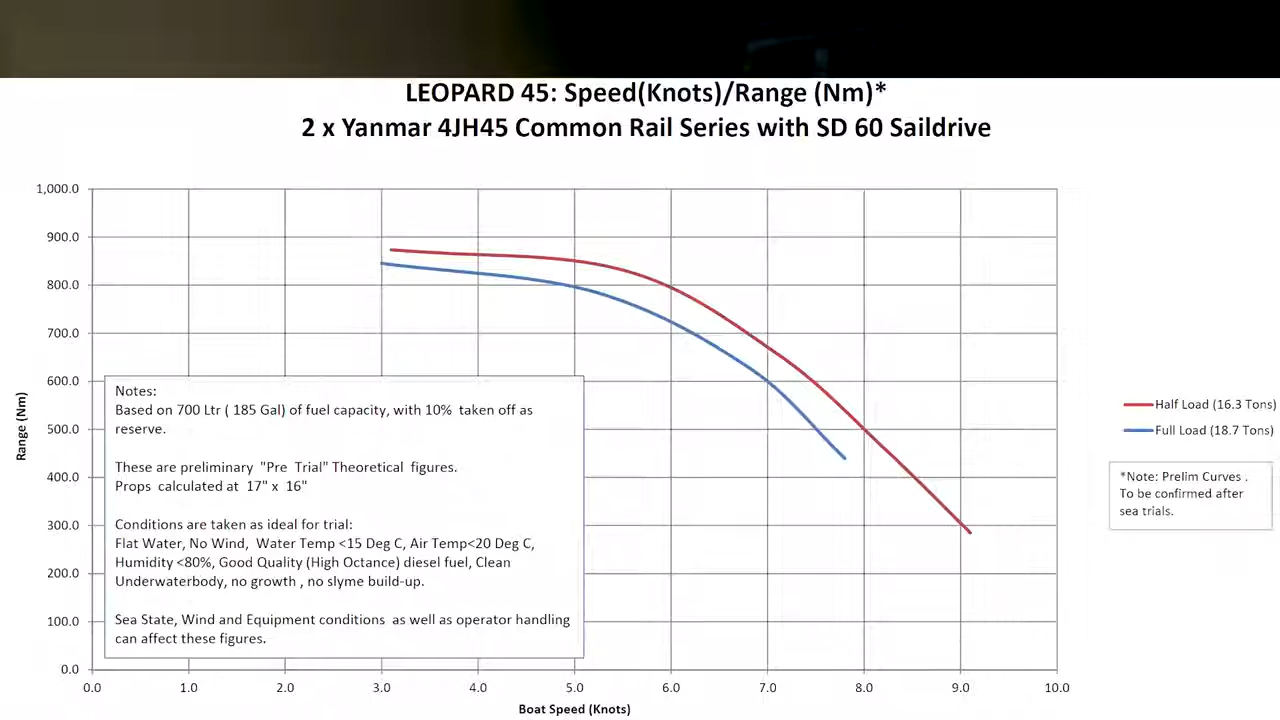 LEOPARD 45: Speed(Knots)/Range (Nm)*
2 x Yanmar 4JH45 Common Rail Series with SD 60 Saildrive
1,000.0
900.0
800.0
700.0
600.0
500.0
400.0
300.0
200.0
100.0
0.0
Range (Nm)
Notes:
Based on 700 Ltr ( 185 Gal) of fuel capacity, with 10% taken off as
reserve.
These are preliminary "Pre Trial" Theoretical figures.
Props calculated at 17" x 16"
Conditions are taken as ideal for trial:
Flat Water, No Wind, Water Temp <15 Deg C, Air Temp<20 Deg C,
Humidity <80%, Good Quality (High Octance) diesel fuel, Clean
Underwaterbody, no growth , no slyme build-up.
Sea State, Wind and Equipment conditions as well as operator handling
can affect these figures.
Half Load (16.3 Tons)
Full Load (18.7 Tons)
*Note: Prelim Curves .
To be confirmed after
sea trials.
0.0 1.0 2.0 3.0 4.0 5.0 6.0 7.0 8.0 9.0 10.0
Boat Speed (Knots)